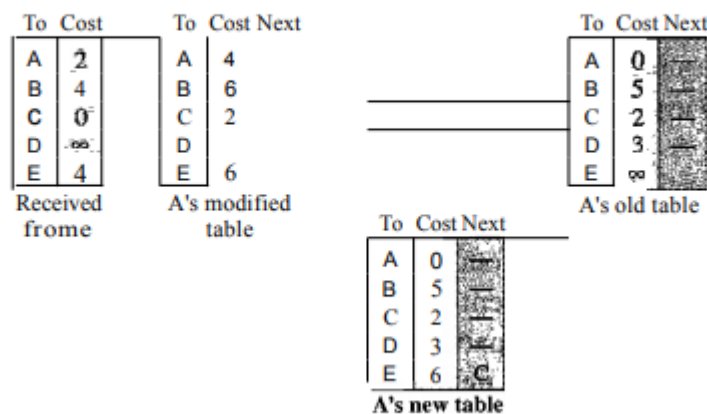 To Cost
A 2
B 4
C 0
D ∞
E 4
Received
frome
To Cost Next
A 4
B 6
C 2
D
E 6
A's modified
table
To Cost Next
A 0 —
B 5 —
C 2 —
D 3 —
E ∞
A's old table
To Cost Next
A 0 —
B 5 —
C 2 —
D 3 —
E 6 C
A's new table